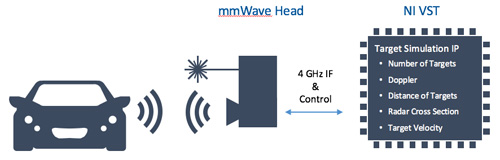 mmWave Head
NI VST
4 GHz IF
&
Control
Target Simulation IP
• Number of Targets
• Doppler
• Distance of Targets
• Radar Cross Section
• Target Velocity